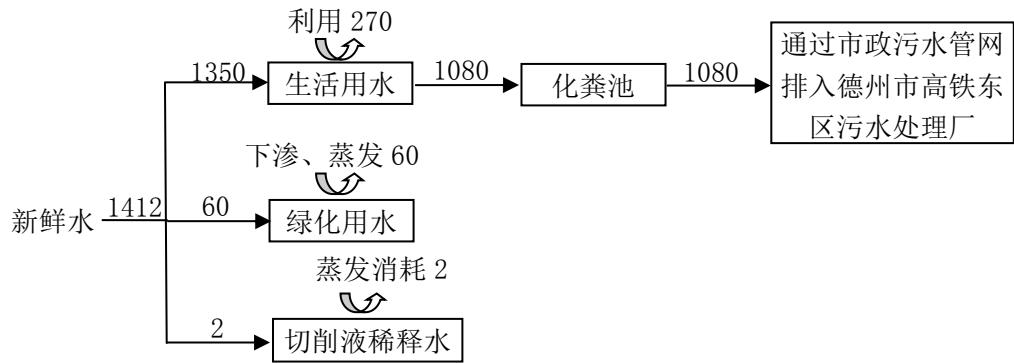 利用 270
1350
生活用水
1080
化粪池
1080
通过市政污水管网
排入德州市高铁东
区污水处理厂
下渗、蒸发 60
新鲜水
1412
60
绿化用水
蒸发消耗 2
2
切削液稀释水